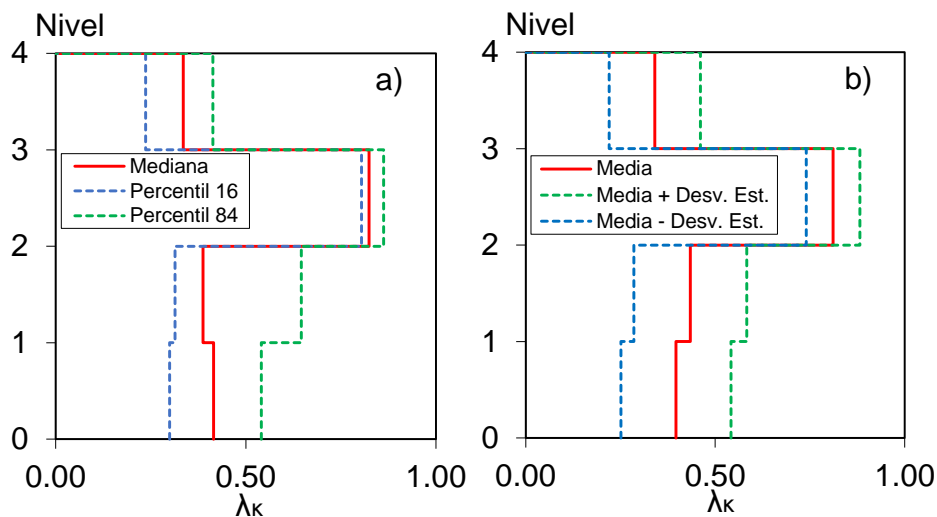 Nivel
4
3
2
1
0
a)
Mediana
Percentil 16
Percentil 84
0.00
0.50
1.00
λκ
Nivel
4
3
2
1
0
b)
Media
Media + Desv. Est.
Media - Desv. Est.
0.00
0.50
1.00
λκ